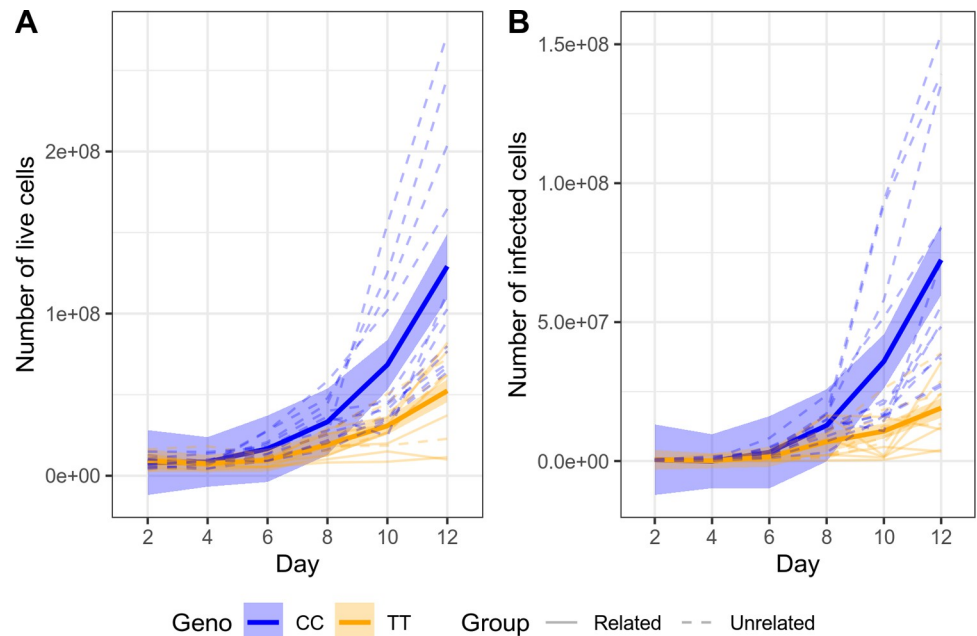 A
B
Number of live cells
2e+08
1e+08
0e+00
2 4 6 8 10 12
Day
Number of infected cells
1.5e+08
1.0e+08
5.0e+07
0.0e+00
2 4 6 8 10 12
Day
Geno CC TT Group Related Unrelated